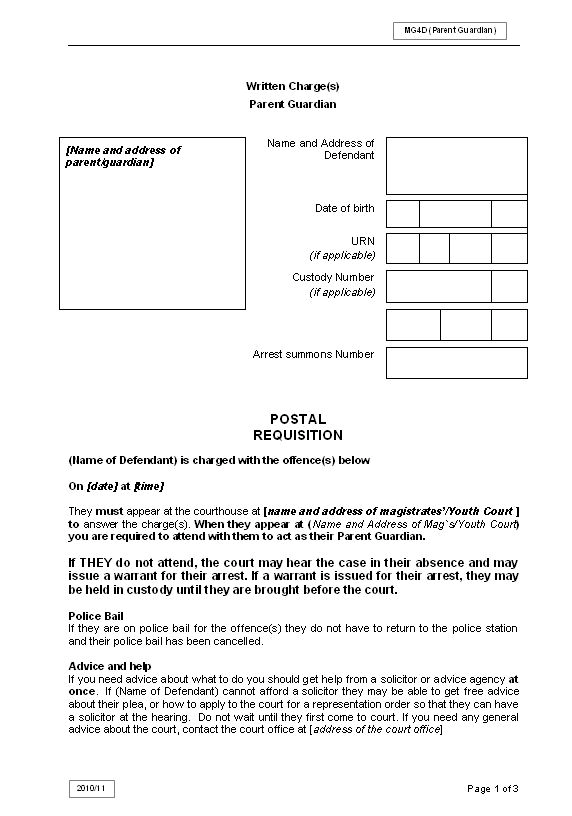 MG4D (Parent Guardian)
Written Charge(s)
Parent Guardian
[Name and address of
parent/guardian]
Name and Address of
Defendant
Date of birth
URN
(if applicable)
Custody Number
(if applicable)
Arrest summons Number
POSTAL
REQUISITION
(Name of Defendant) is charged with the offence(s) below
On [date] at [time]
They must appear at the courthouse at [name and address of magistrates'/Youth Court ]
to answer the charge(s). When they appear at (Name and Address of Mag`s/Youth Court)
you are required to attend with them to act as their Parent Guardian.
If THEY do not attend, the court may hear the case in their absence and may
issue a warrant for their arrest. If a warrant is issued for their arrest, they may
be held in custody until they are brought before the court.
Police Bail
If they are on police bail for the offence(s) they do not have to return to the police station
and their police bail has been cancelled.
Advice and help
If you need advice about what to do you should get help from a solicitor or advice agency at
once. If (Name of Defendant) cannot afford a solicitor they may be able to get free advice
about their plea, or how to apply to the court for a representation order so that they can have
a solicitor at the hearing. Do not wait until they first come to court. If you need any general
advice about the court, contact the court office at [address of the court office]
2010/11
Page 1 of 3